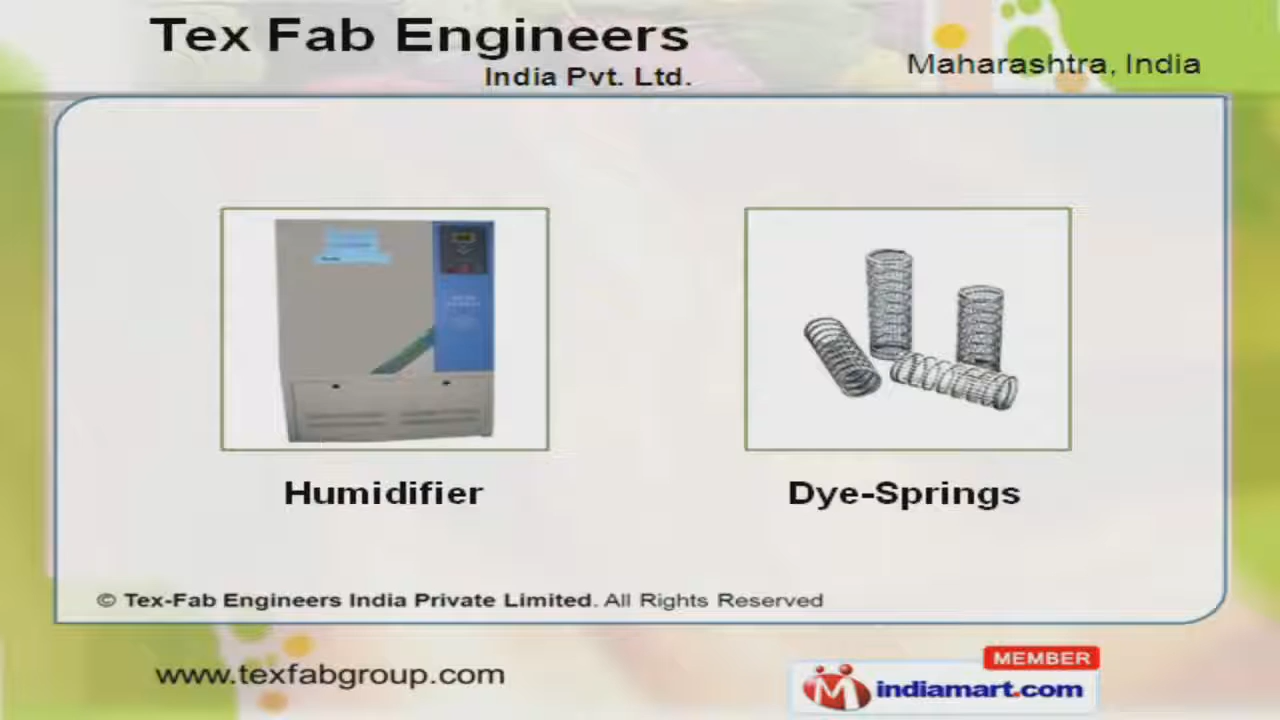 Tex Fab Engineers
India Pvt. Ltd.
Maharashtra, India
Humidifier
Dye-Springs
© Tex-Fab Engineers India Private Limited. All Rights Reserved
www.texfabgroup.com
MEMBER
indiamart.com